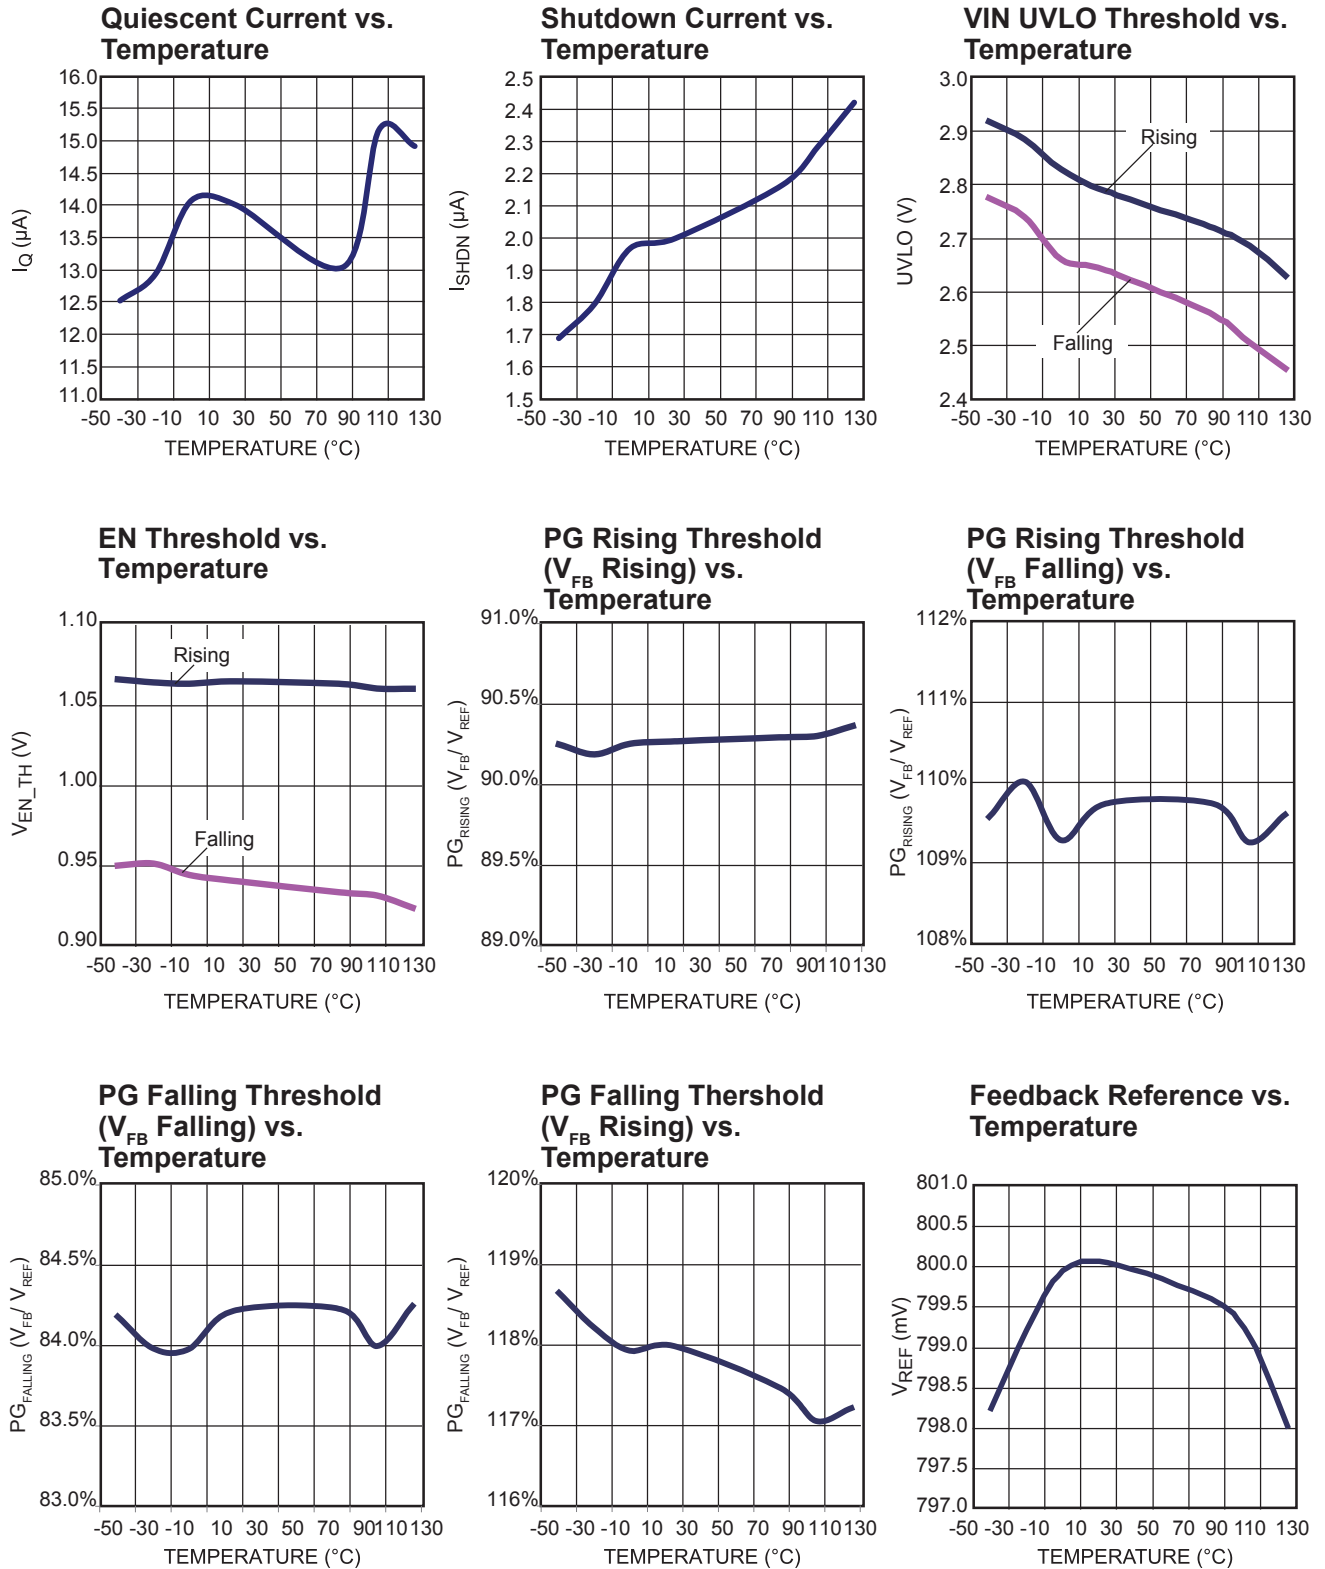 Quiescent Current vs.
Temperature
16.0
15.5
15.0
14.5
14.0
13.5
13.0
12.5
12.0
11.5
11.0
IQ (µA)
-50 -30 -10 10 30 50 70 90 110 130
TEMPERATURE (°C)
Shutdown Current vs.
Temperature
2.5
2.4
2.3
2.2
2.1
2.0
1.9
1.8
1.7
1.6
1.5
ISHDN (µA)
-50 -30 -10 10 30 50 70 90 110 130
TEMPERATURE (°C)
VIN UVLO Threshold vs.
Temperature
3.0
2.9
2.8
2.7
2.6
2.5
2.4
UVLO (V)
Rising
Falling
-50 -30 -10 10 30 50 70 90 110 130
TEMPERATURE (°C)
EN Threshold vs.
Temperature
1.10
1.05
1.00
0.95
0.90
VEN_TH (V)
Rising
Falling
-50 -30 -10 10 30 50 70 90 110 130
TEMPERATURE (°C)
PG Rising Threshold
(VFB Rising) vs.
Temperature
91.0%
90.5%
90.0%
89.5%
89.0%
PGRISING (VFB/ VREF)
-50 -30 -10 10 30 50 70 90 110 130
TEMPERATURE (°C)
PG Rising Threshold
(VFB Falling) vs.
Temperature
112%
111%
110%
109%
108%
PGRISING (VFB/ VREF)
-50 -30 -10 10 30 50 70 90 110 130
TEMPERATURE (°C)
PG Falling Threshold
(VFB Falling) vs.
Temperature
85.0%
84.5%
84.0%
83.5%
83.0%
PGFALLING (VFB/ VREF)
-50 -30 -10 10 30 50 70 90 110 130
TEMPERATURE (°C)
PG Falling Thershold
(VFB Rising) vs.
Temperature
120%
119%
118%
117%
116%
PGFALLING (VFB/ VREF)
-50 -30 -10 10 30 50 70 90 110 130
TEMPERATURE (°C)
Feedback Reference vs.
Temperature
801.0
800.5
800.0
799.5
799.0
798.5
798.0
797.5
797.0
VREF (mV)
-50 -30 -10 10 30 50 70 90 110 130
TEMPERATURE (°C)